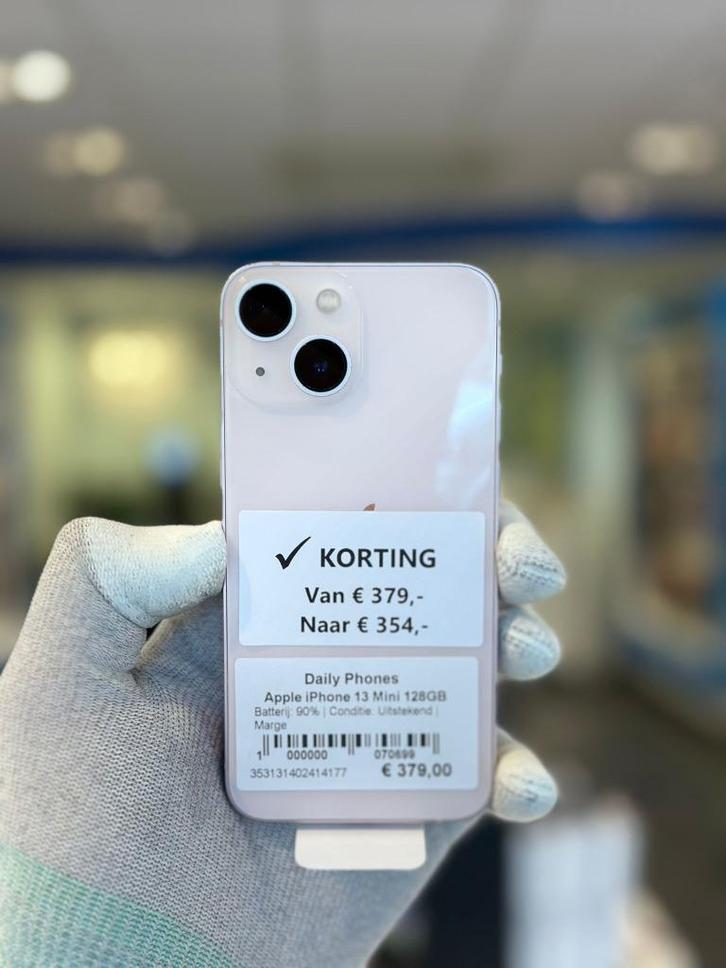 ✓ KORTING
Van € 379,-
Naar € 354,-
Daily Phones
Apple iPhone 13 Mini 128GB
Batterij: 90% | Conditie: Uitstekend |
Marge
1 000000 070699
353131402414177 € 379,00